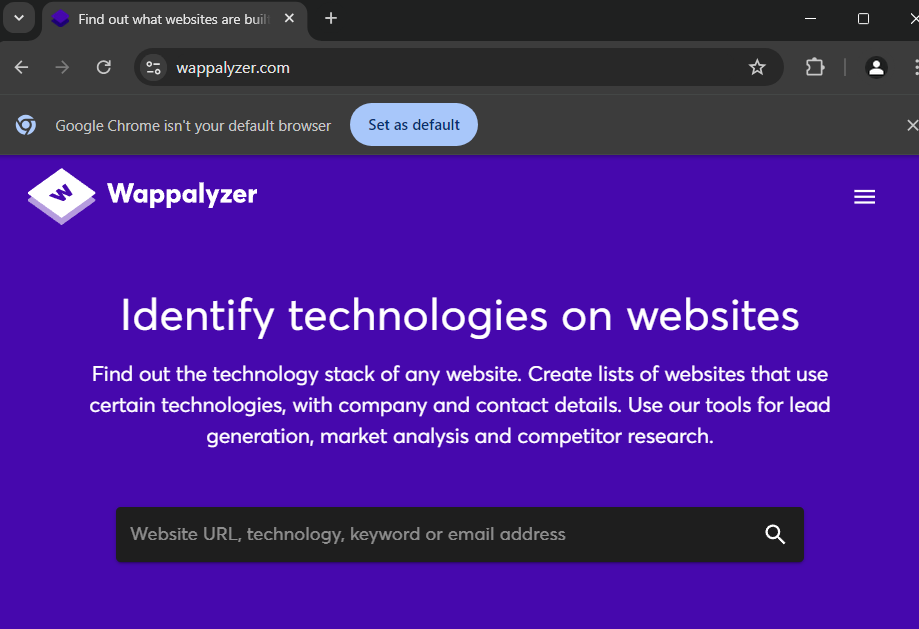 Find out what websites are buil
wappalyzer.com
Google Chrome isn't your default browser
Set as default
W
Wappalyzer
Identify technologies on websites
Find out the technology stack of any website. Create lists of websites that use
certain technologies, with company and contact details. Use our tools for lead
generation, market analysis and competitor research.
Website URL, technology, keyword or email address